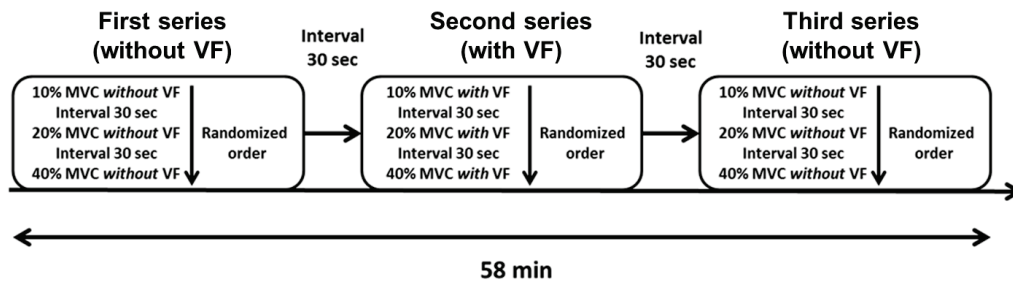 First series
(without VF)
Interval
30 sec
Second series
(with VF)
Interval
30 sec
Third series
(without VF)
10% MVC without VF
Interval 30 sec
20% MVC without VF
Interval 30 sec
40% MVC without VF
Randomized
order
10% MVC with VF
Interval 30 sec
20% MVC with VF
Interval 30 sec
40% MVC with VF
Randomized
order
10% MVC without VF
Interval 30 sec
20% MVC without VF
Interval 30 sec
40% MVC without VF
Randomized
order
58 min